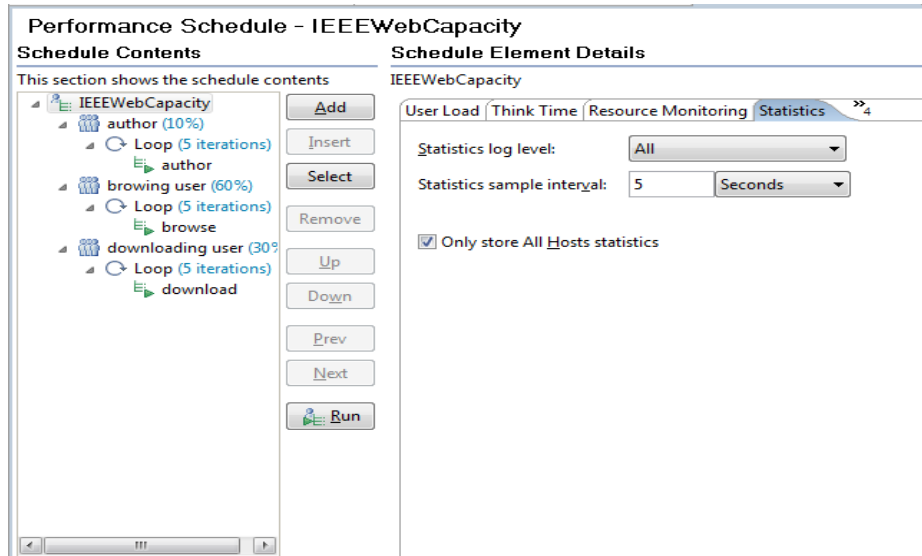 Performance Schedule - IEEEWebCapacity
Schedule Contents
This section shows the schedule contents
IEEEWebCapacity
author (10%)
Loop (5 iterations)
author
browing user (60%)
Loop (5 iterations)
browse
downloading user (30%
Loop (5 iterations)
download
Add
Insert
Select
Remove
Up
Down
Prev
Next
Run
Schedule Element Details
IEEEWebCapacity
User Load Think Time Resource Monitoring Statistics »4
Statistics log level: All
Statistics sample interval: 5 Seconds
Only store All Hosts statistics